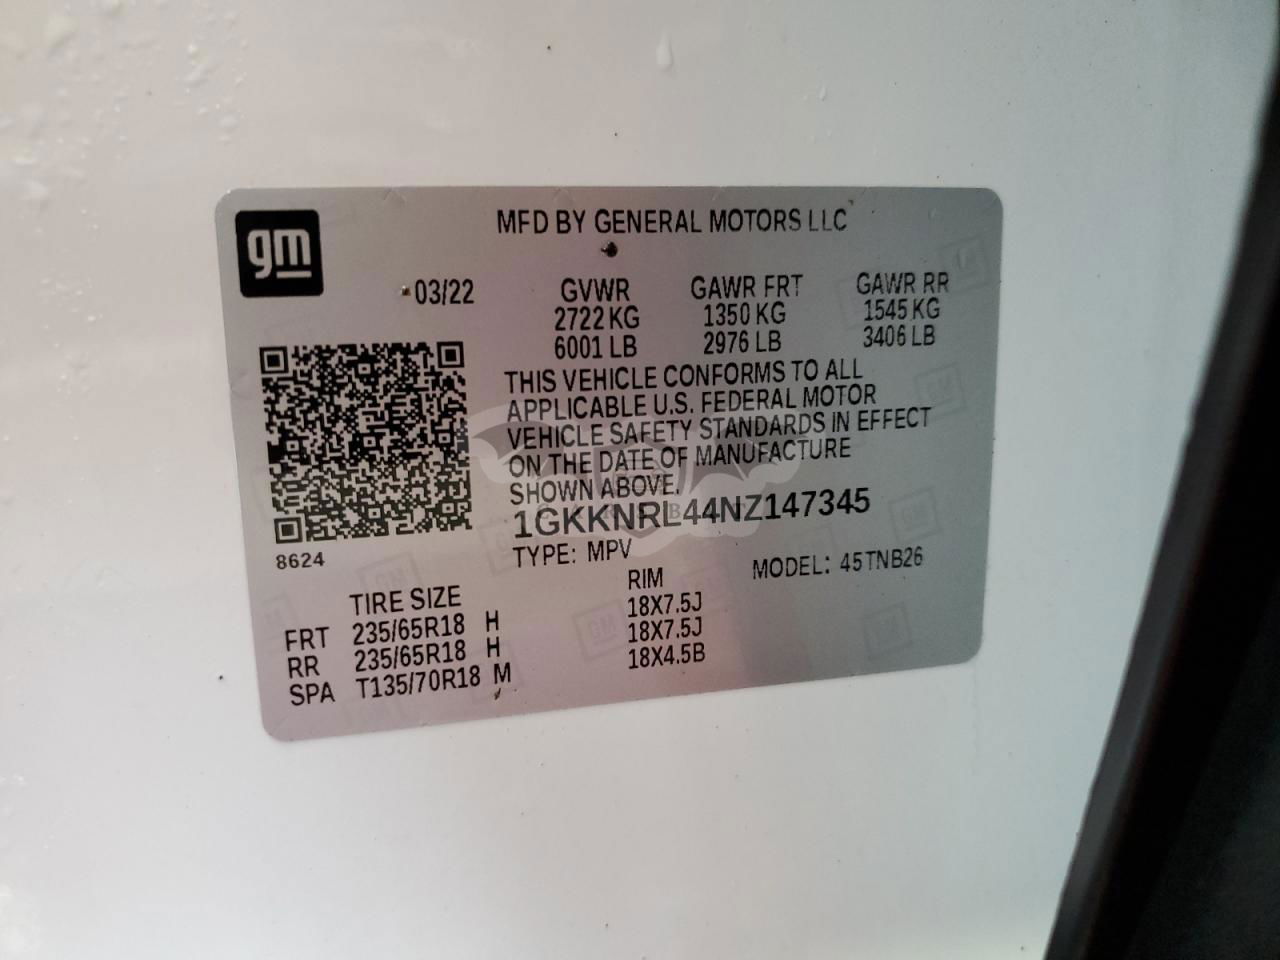 gm
MFD BY GENERAL MOTORS LLC
03/22 GVWR GAWR FRT GAWR RR
2722 KG 1350 KG 1545 KG
6001 LB 2976 LB 3406 LB
THIS VEHICLE CONFORMS TO ALL
APPLICABLE U.S. FEDERAL MOTOR
VEHICLE SAFETY STANDARDS IN EFFECT
ON THE DATE OF MANUFACTURE
SHOWN ABOVE.
1GKKNRL44NZ147345
8624 TYPE: MPV MODEL: 45TNB26
TIRE SIZE RIM
FRT 235/65R18 H 18X7.5J
RR 235/65R18 H 18X7.5J
SPA T135/70R18 M 18X4.5B